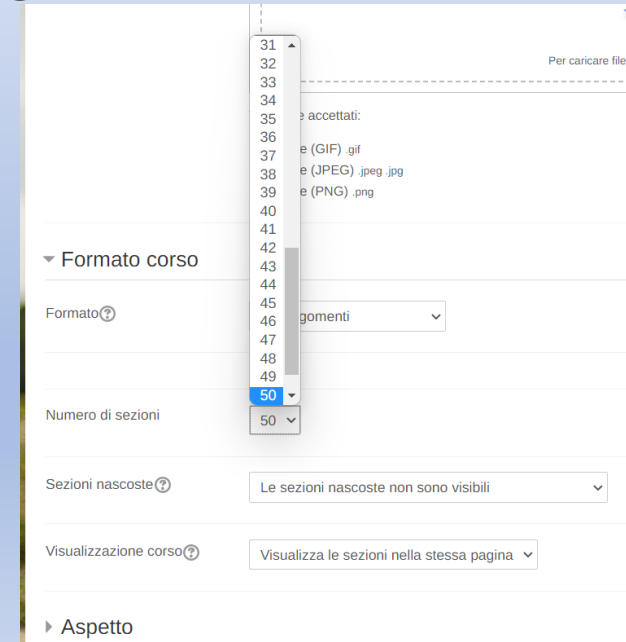 31
32
33
Per caricare file
34
35
accettati:
36
37
(GIF) .gif
38
(JPEG) .jpeg .jpg
39
(PNG) .png
40
41
42
Formato corso
43
44
45
Formato
46
47
48
49
50
Numero di sezioni
50
Sezioni nascoste
Le sezioni nascoste non sono visibili
Visualizzazione corso
Visualizza le sezioni nella stessa pagina
Aspetto